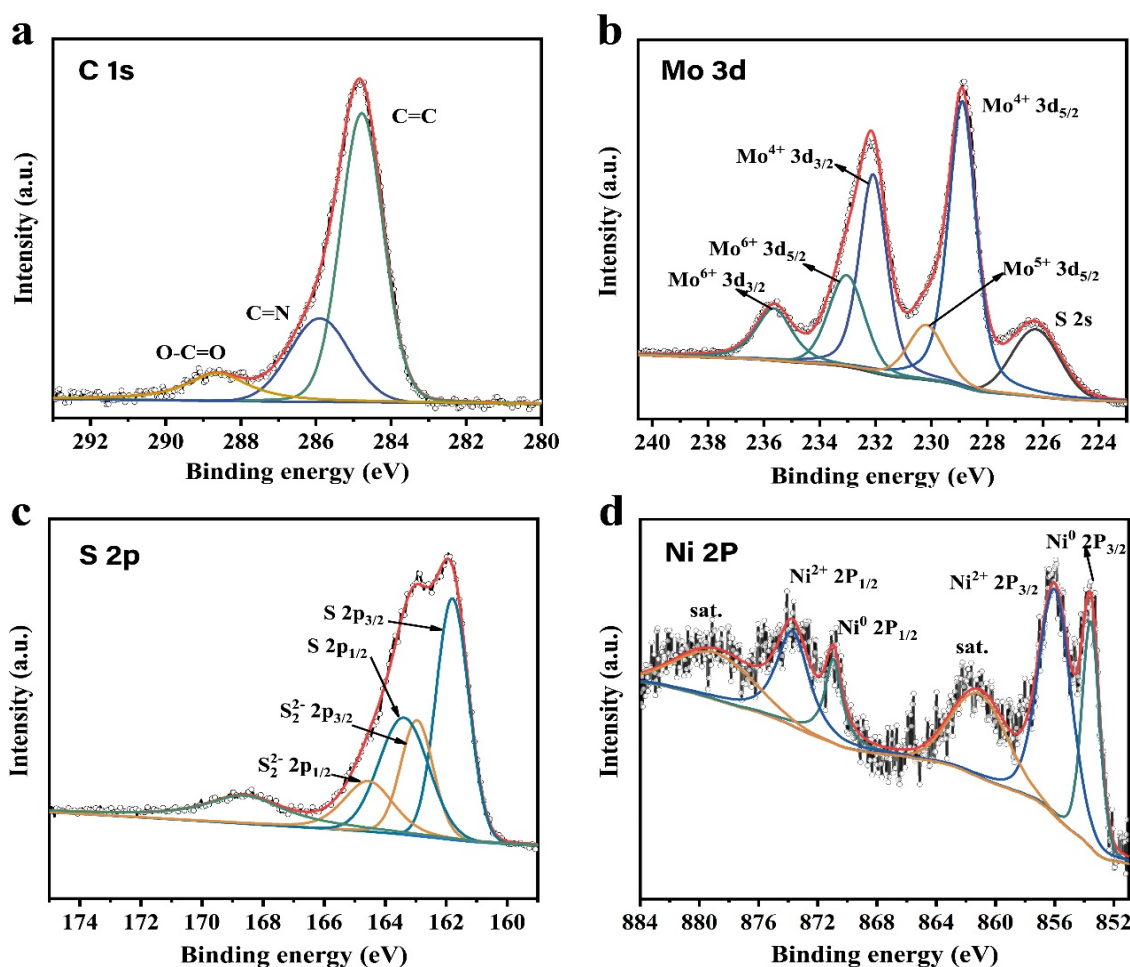 a
C 1s
C=C
C=N
O-C=O
Intensity (a.u.)
292 290 288 286 284 282 280
Binding energy (eV)
b
Mo 3d
Mo⁴⁺ 3d₅/₂
Mo⁴⁺ 3d₃/₂
Mo⁶⁺ 3d₅/₂
Mo⁶⁺ 3d₃/₂
Mo⁵⁺ 3d₅/₂
S 2s
Intensity (a.u.)
240 238 236 234 232 230 228 226 224
Binding energy (eV)
c
S 2p
S 2p₃/₂
S 2p₁/₂
S₂²⁻ 2p₃/₂
S₂²⁻ 2p₁/₂
Intensity (a.u.)
174 172 170 168 166 164 162 160
Binding energy (eV)
d
Ni 2P
Ni⁰ 2P₃/₂
Ni²⁺ 2P₁/₂
Ni²⁺ 2P₃/₂
sat.
Ni⁰ 2P₁/₂
sat.
Intensity (a.u.)
884 880 876 872 868 864 860 856 852
Binding energy (eV)